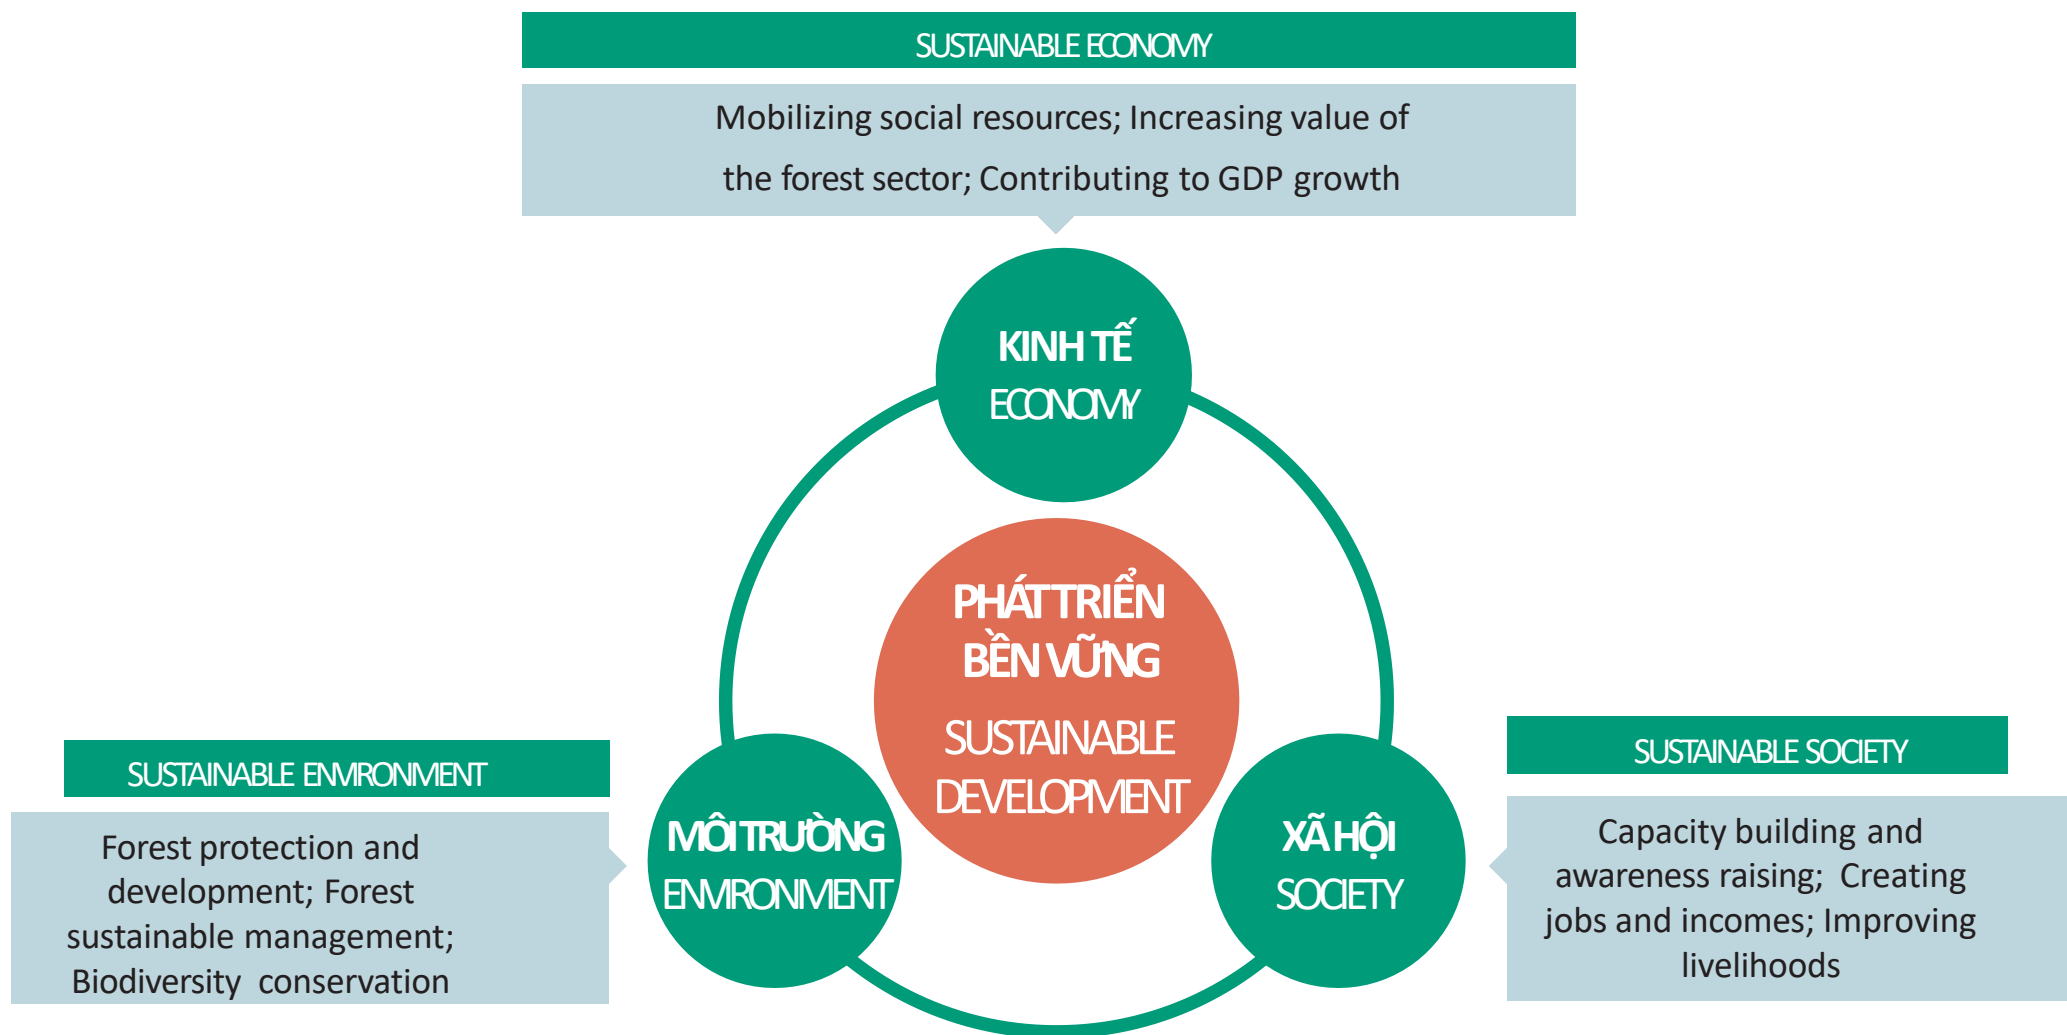 SUSTAINABLE ECONOMY
Mobilizing social resources; Increasing value of
the forest sector; Contributing to GDP growth
KINH TẾ
ECONOMY
PHÁT TRIỂN
BỀN VỮNG
SUSTAINABLE
DEVELOPMENT
SUSTAINABLE ENVIRONMENT
Forest protection and
development; Forest
sustainable management;
Biodiversity conservation
MÔI TRƯỜNG
ENVIRONMENT
XÃ HỘI
SOCIETY
SUSTAINABLE SOCIETY
Capacity building and
awareness raising; Creating
jobs and incomes; Improving
livelihoods